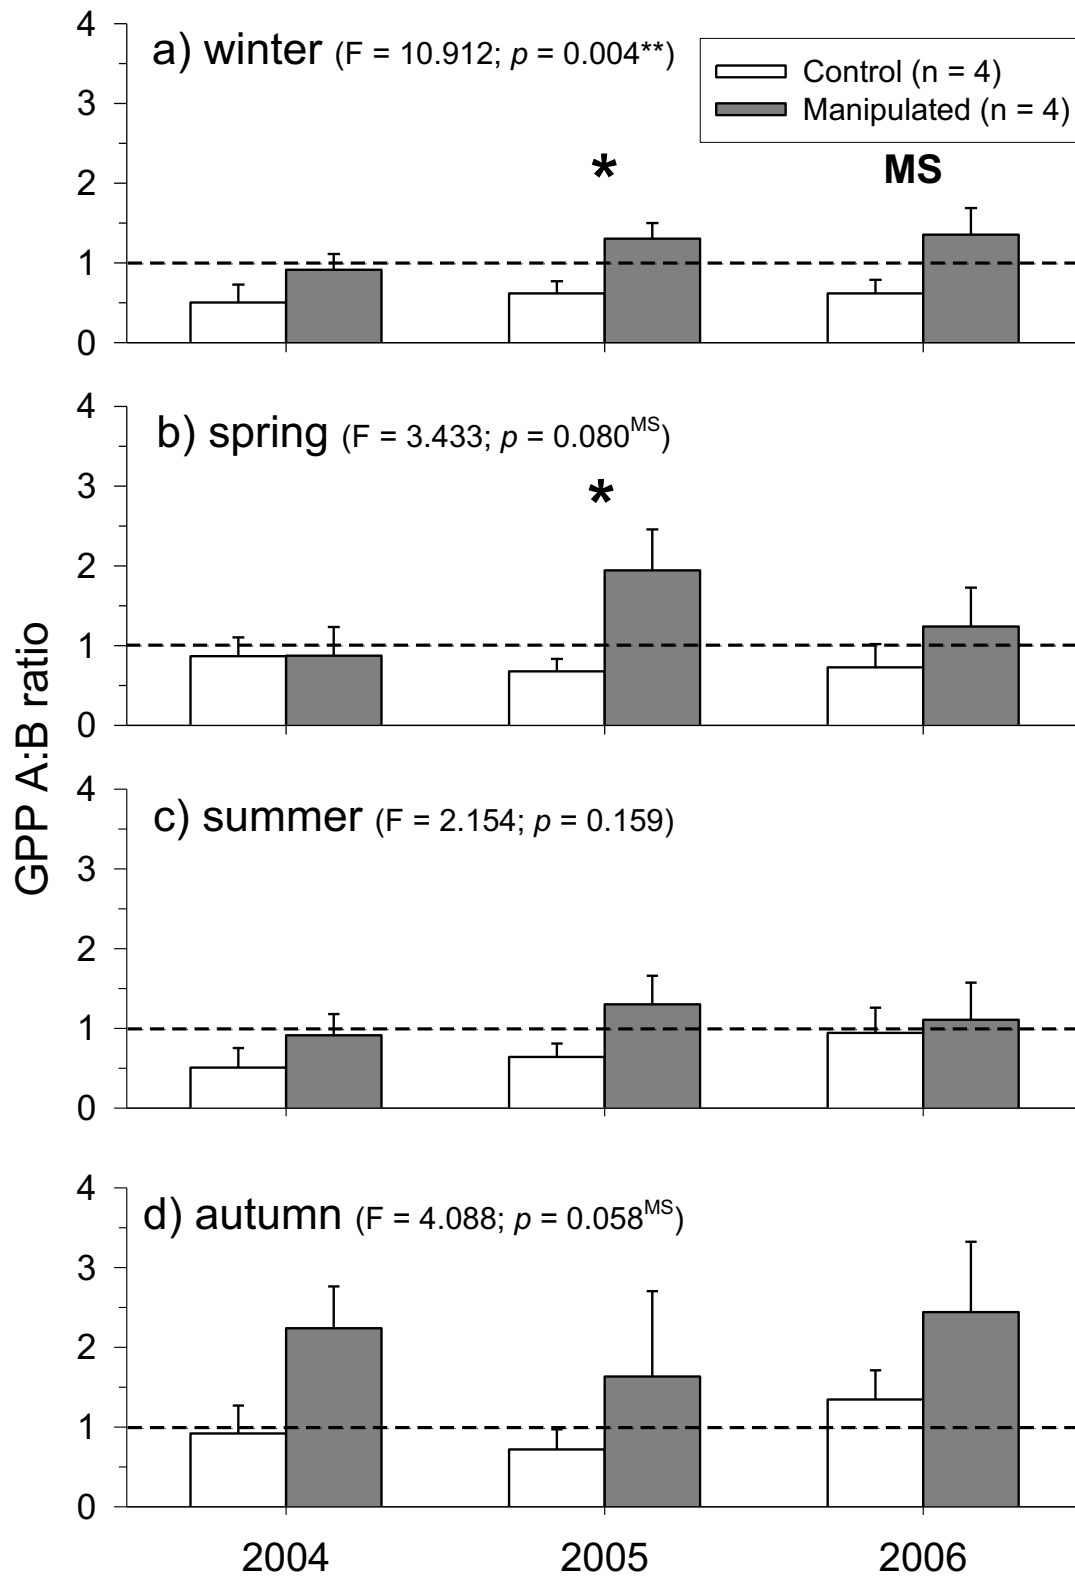 4
a) winter (F = 10.912; p = 0.004**)
Control (n = 4)
Manipulated (n = 4)
3
*
MS
2
1
0
4
b) spring (F = 3.433; p = 0.080MS)
3
*
2
1
0
GPP A:B ratio
4
c) summer (F = 2.154; p = 0.159)
3
2
1
0
4
d) autumn (F = 4.088; p = 0.058MS)
3
2
1
0
2004 2005 2006